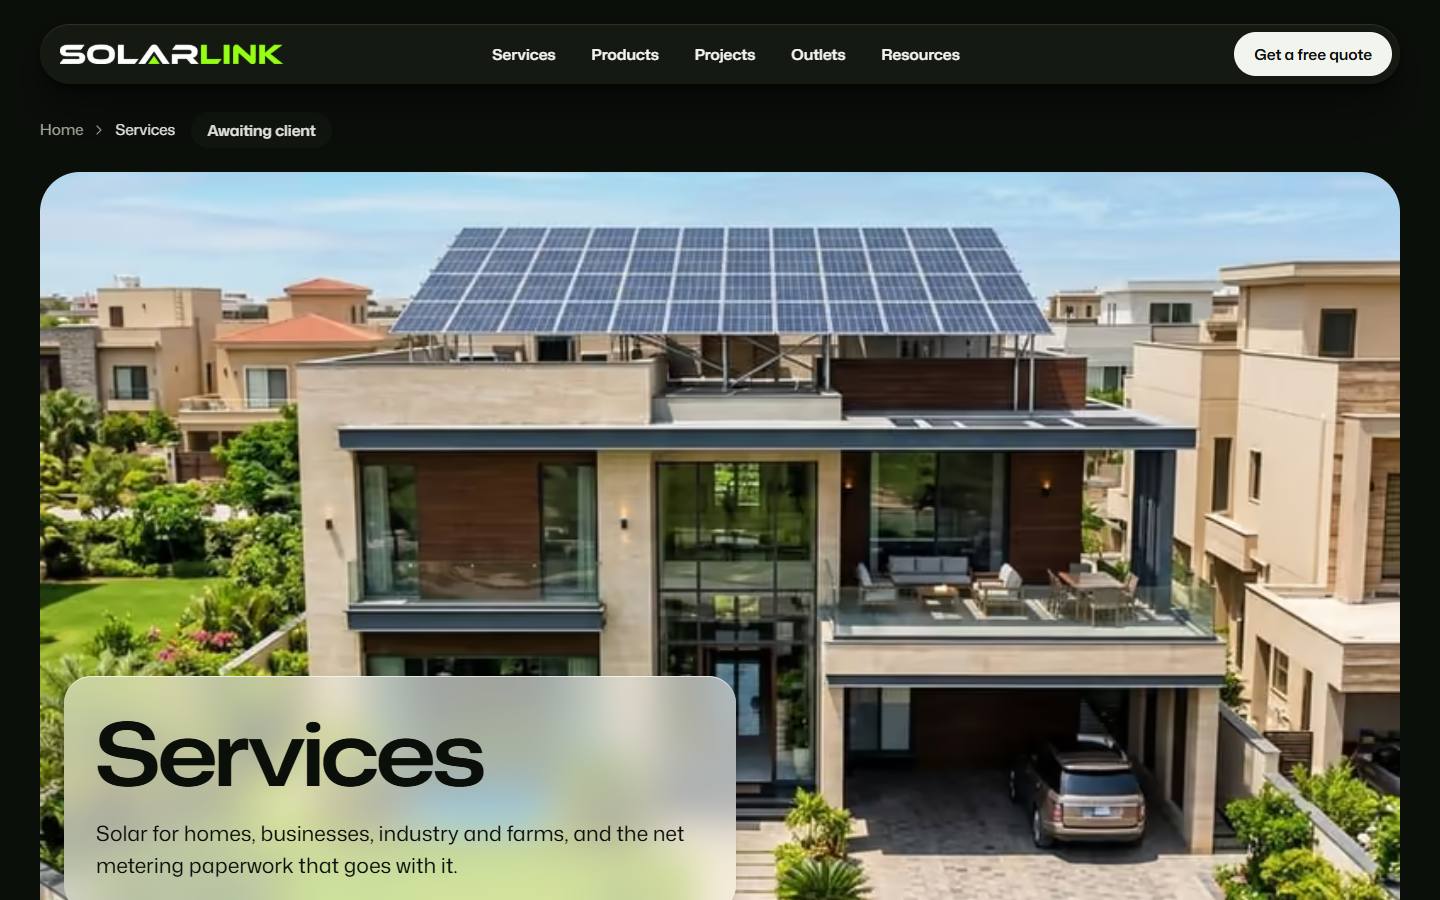 SOLARLINK
Services
Products
Projects
Outlets
Resources
Get a free quote
Home
Services
Awaiting client
Services
Solar for homes, businesses, industry and farms, and the net
metering paperwork that goes with it.